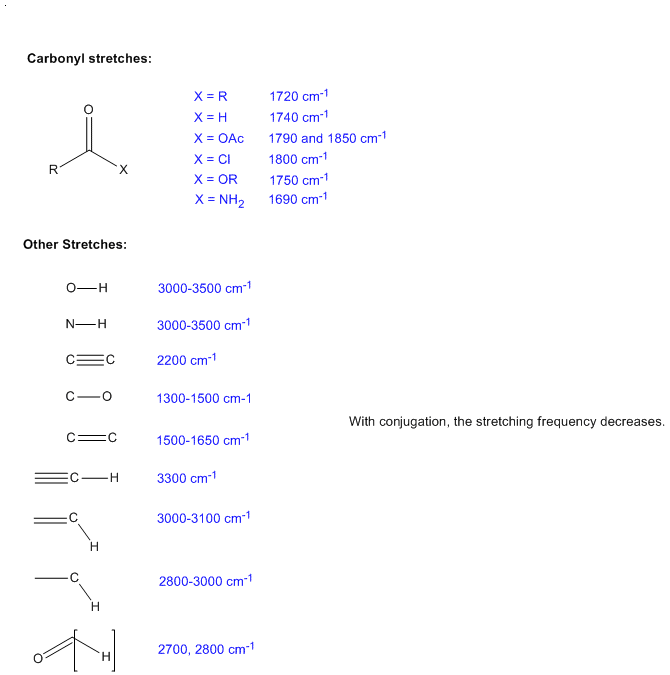 .
Carbonyl stretches:
O
R
X
X = R 1720 cm-1
X = H 1740 cm-1
X = OAc 1790 and 1850 cm-1
X = Cl 1800 cm-1
X = OR 1750 cm-1
X = NH2 1690 cm-1
Other Stretches:
O H 3000-3500 cm-1
N H 3000-3500 cm-1
C C 2200 cm-1
C O 1300-1500 cm-1
With conjugation, the stretching frequency decreases.
C C 1500-1650 cm-1
C H 3300 cm-1
C 3000-3100 cm-1
H
C 2800-3000 cm-1
H
O H 2700, 2800 cm-1